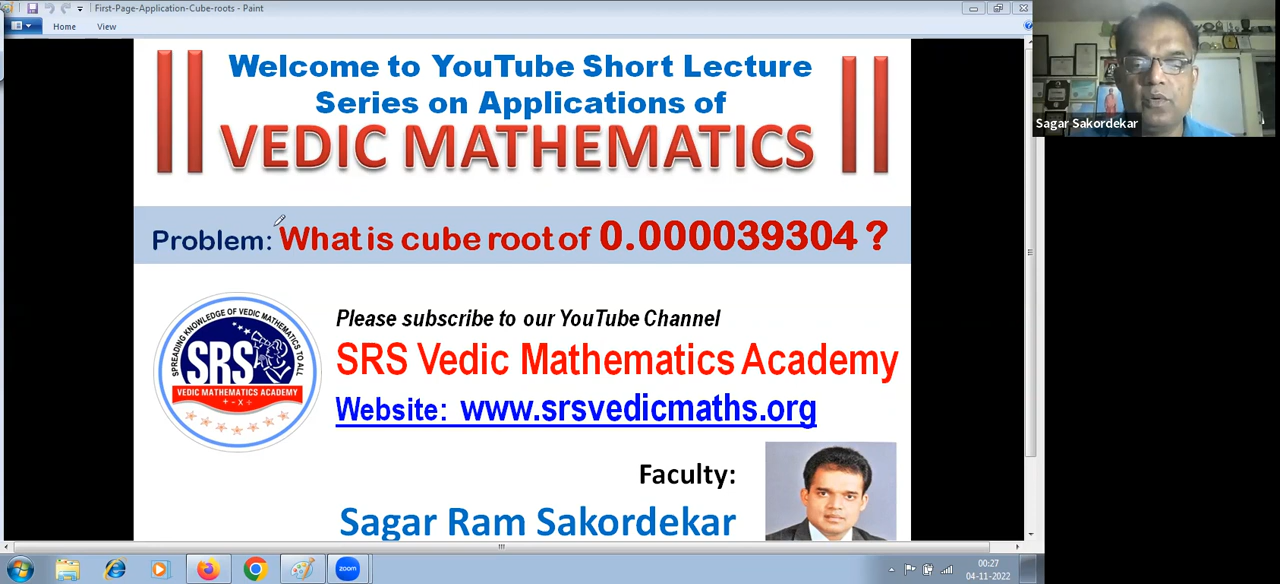 First-Page-Application-Cube-roots - Paint
Home View
Welcome to YouTube Short Lecture
Series on Applications of
VEDIC MATHEMATICS
Problem: What is cube root of 0.000039304 ?
SPREADING KNOWLEDGE OF VEDIC MATHEMATICS TO ALL
SRS
VEDIC MATHEMATICS ACADEMY
+ - x ÷
Please subscribe to our YouTube Channel
SRS Vedic Mathematics Academy
Website: www.srsvedicmaths.org
Faculty:
Sagar Ram Sakordekar
Sagar Sakordekar
zoom
00:27
04-11-2022